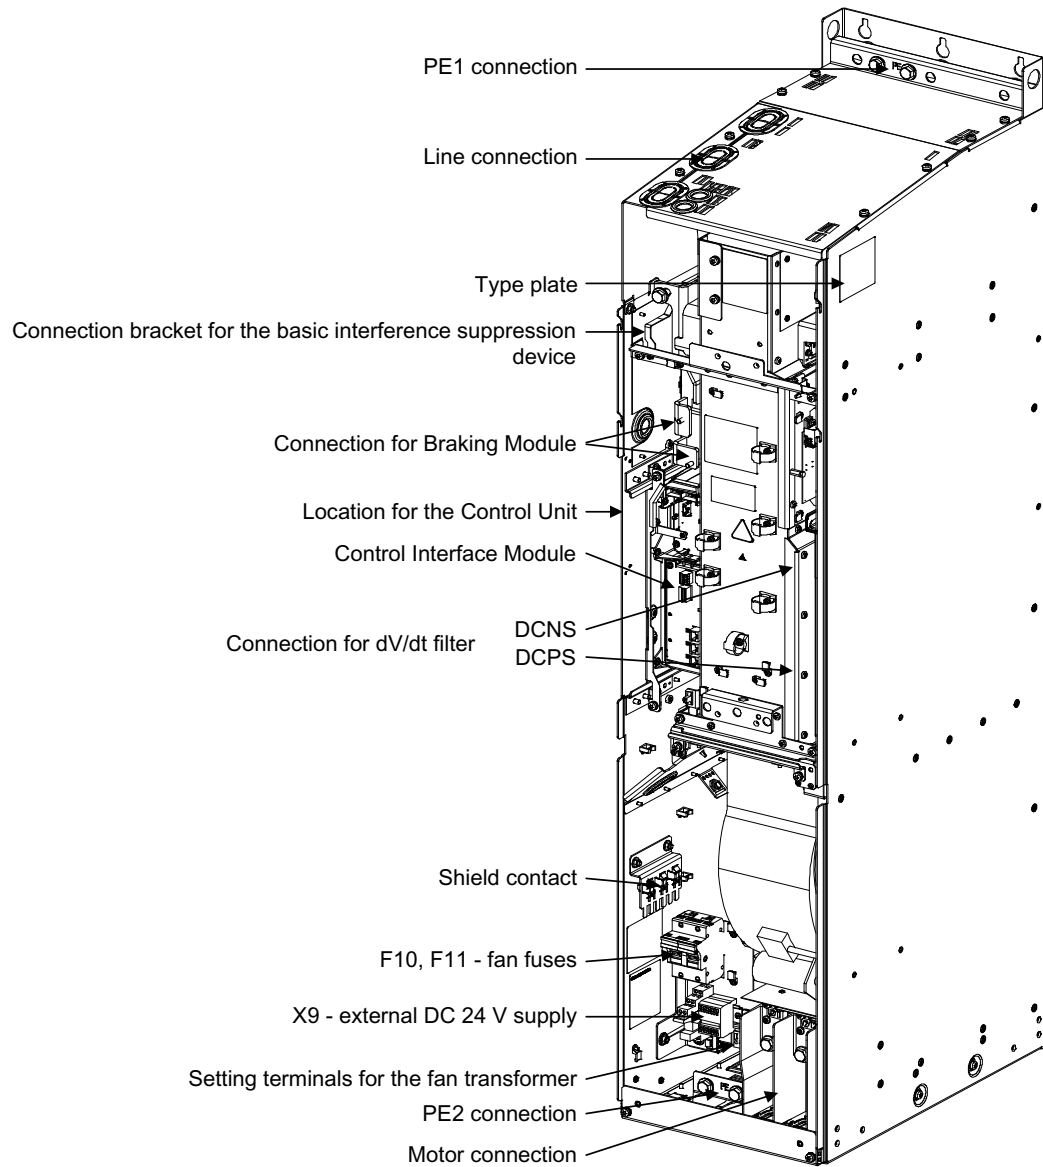 PE1 connection
PE
Line connection
Type plate
Connection bracket for the basic interference suppression
device
Connection for Braking Module
Location for the Control Unit
Control Interface Module
DCNS
Connection for dV/dt filter
DCPS
Shield contact
F10, F11 - fan fuses
X9 - external DC 24 V supply
Setting terminals for the fan transformer
PE
PE2 connection
Motor connection